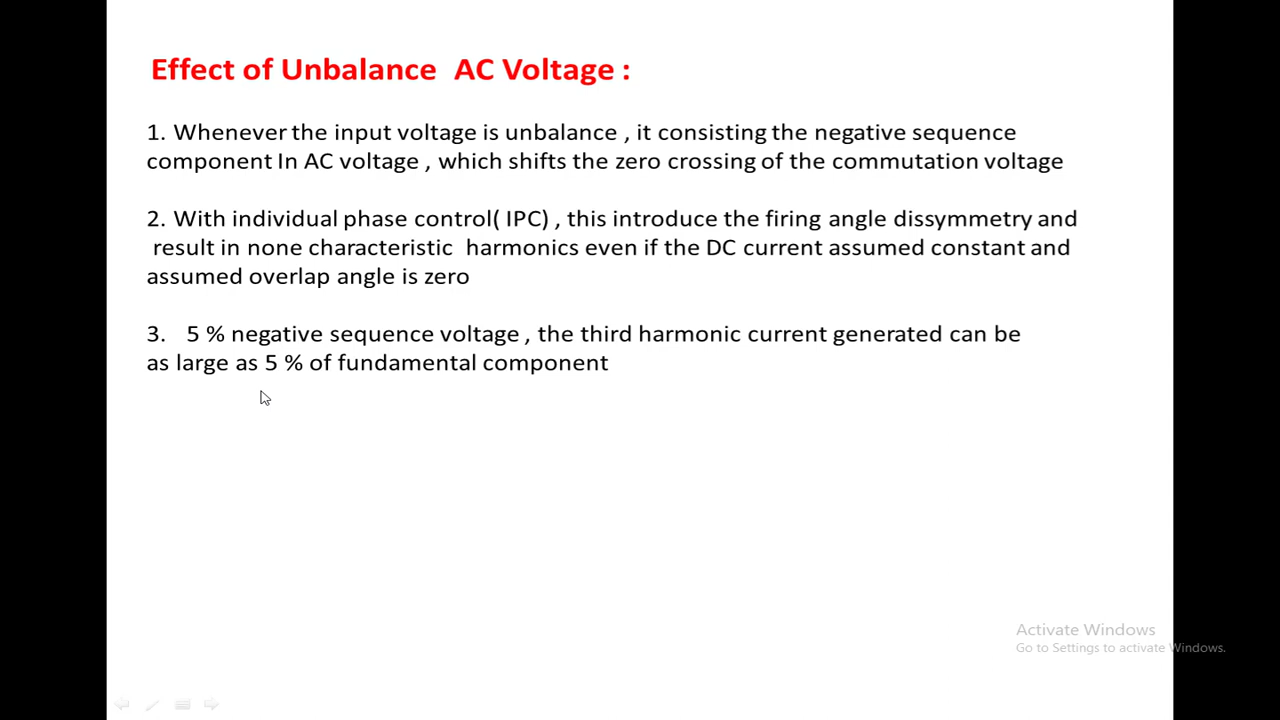 Effect of Unbalance AC Voltage :
1. Whenever the input voltage is unbalance , it consisting the negative sequence
component In AC voltage , which shifts the zero crossing of the commutation voltage
2. With individual phase control( IPC) , this introduce the firing angle dissymmetry and
result in none characteristic harmonics even if the DC current assumed constant and
assumed overlap angle is zero
3. 5 % negative sequence voltage , the third harmonic current generated can be
as large as 5 % of fundamental component
Activate Windows
Go to Settings to activate Windows.